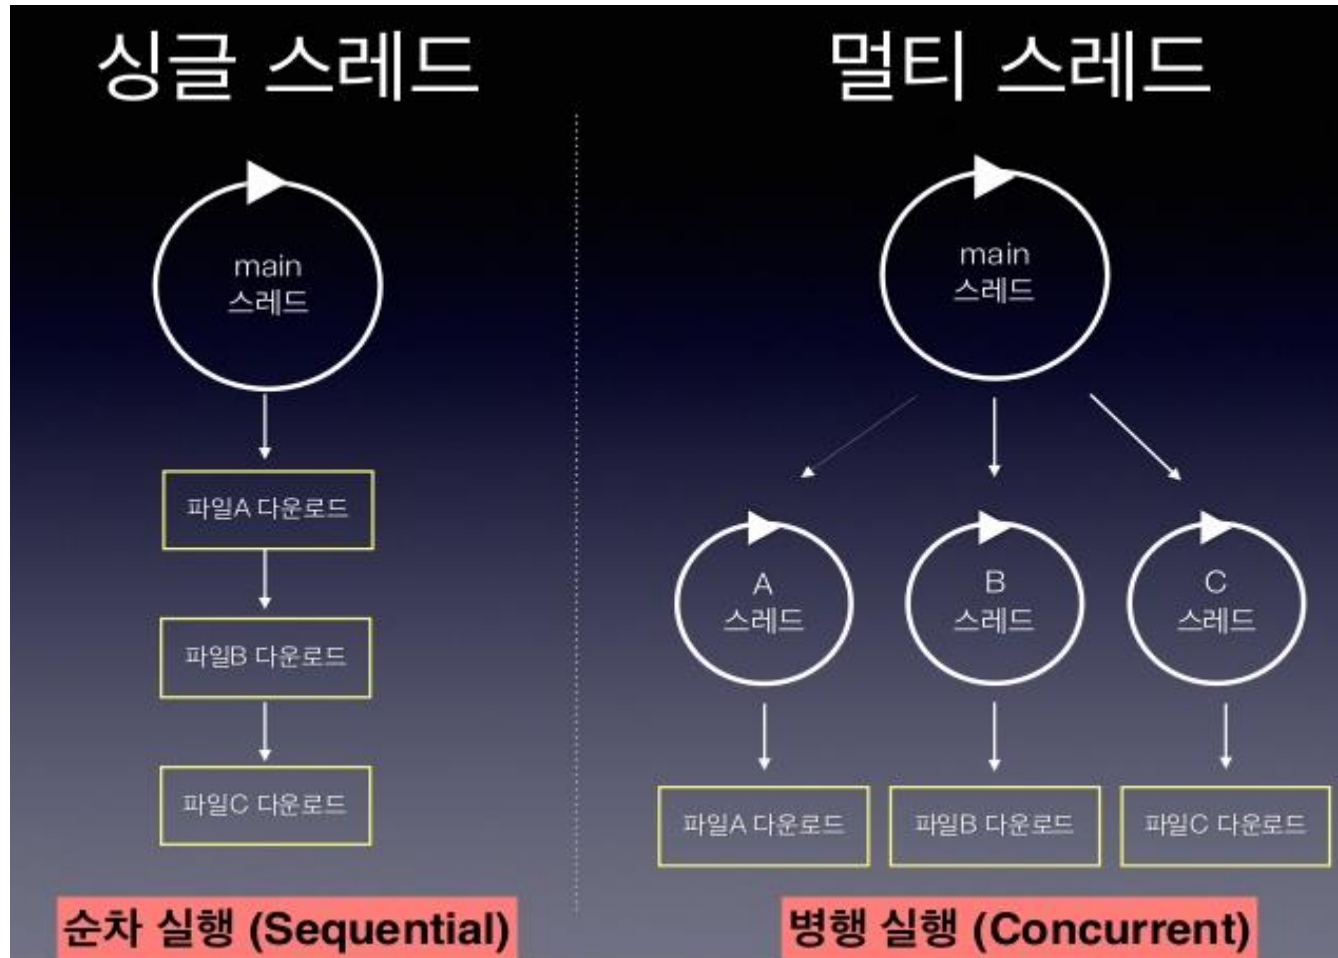 싱글 스레드
main
스레드
파일A 다운로드
파일B 다운로드
파일C 다운로드
순차 실행 (Sequential)
멀티 스레드
main
스레드
A
스레드
B
스레드
C
스레드
파일A 다운로드
파일B 다운로드
파일C 다운로드
병행 실행 (Concurrent)